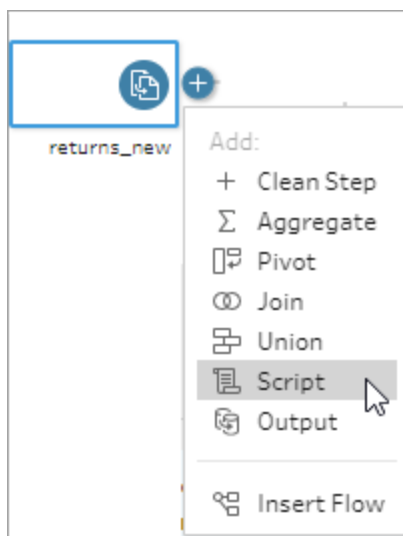 returns_new
Add:
Clean Step
Aggregate
Pivot
Join
Union
Script
Output
Insert Flow